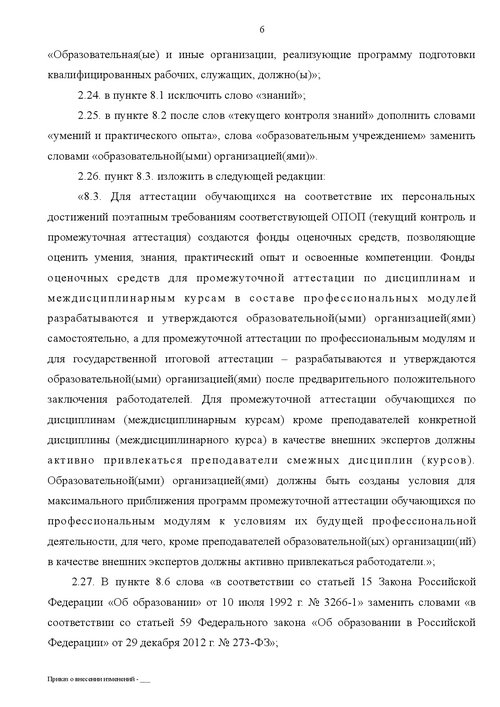 6
«Образовательная(ые) и иные организации, реализующие программу подготовки
квалифицированных рабочих, служащих, должно(ы)»;
2.24. в пункте 8.1 исключить слово «знаний»;
2.25. в пункте 8.2 после слов «текущего контроля знаний» дополнить словами
«умений и практического опыта», слова «образовательным учреждением» заменить
словами «образовательной(ыми) организацией(ями)».
2.26. пункт 8.3. изложить в следующей редакции:
«8.3. Для аттестации обучающихся на соответствие их персональных
достижений поэтапным требованиям соответствующей ОПОП (текущий контроль и
промежуточная аттестация) создаются фонды оценочных средств, позволяющие
оценить умения, знания, практический опыт и освоенные компетенции. Фонды
оценочных средств для промежуточной аттестации по дисциплинам и
междисциплинарным курсам в составе профессиональных модулей
разрабатываются и утверждаются образовательной(ыми) организацией(ями)
самостоятельно, а для промежуточной аттестации по профессиональным модулям и
для государственной итоговой аттестации – разрабатываются и утверждаются
образовательной(ыми) организацией(ями) после предварительного положительного
заключения работодателей. Для промежуточной аттестации обучающихся по
дисциплинам (междисциплинарным курсам) кроме преподавателей конкретной
дисциплины (междисциплинарного курса) в качестве внешних экспертов должны
активно привлекаться преподаватели смежных дисциплин (курсов).
Образовательной(ыми) организацией(ями) должны быть созданы условия для
максимального приближения программ промежуточной аттестации обучающихся по
профессиональным модулям к условиям их будущей профессиональной
деятельности, для чего, кроме преподавателей образовательной(ых) организации(ий)
в качестве внешних экспертов должны активно привлекаться работодатели.»;
2.27. В пункте 8.6 слова «в соответствии со статьей 15 Закона Российской
Федерации «Об образовании» от 10 июля 1992 г. № 3266-1» заменить словами «в
соответствии со статьей 59 Федерального закона «Об образовании в Российской
Федерации» от 29 декабря 2012 г. № 273-ФЗ»;
Приказ о внесении изменений - ___